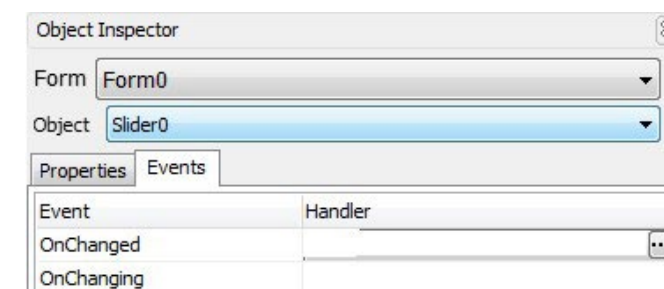 Object Inspector
Form Form0
Object Slider0
Properties Events
Event Handler
OnChanged ...
OnChanging